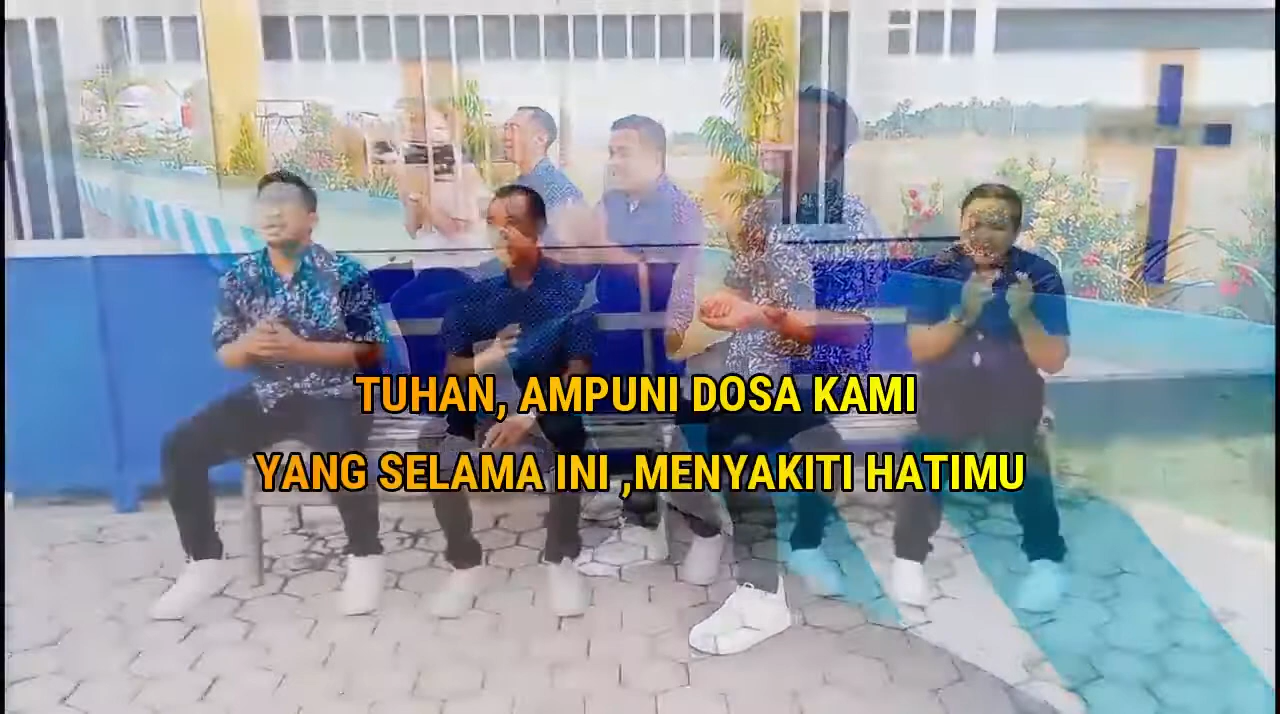 TUHAN, AMPUNI DOSA KAMI
YANG SELAMA INI ,MENYAKITI HATIMU